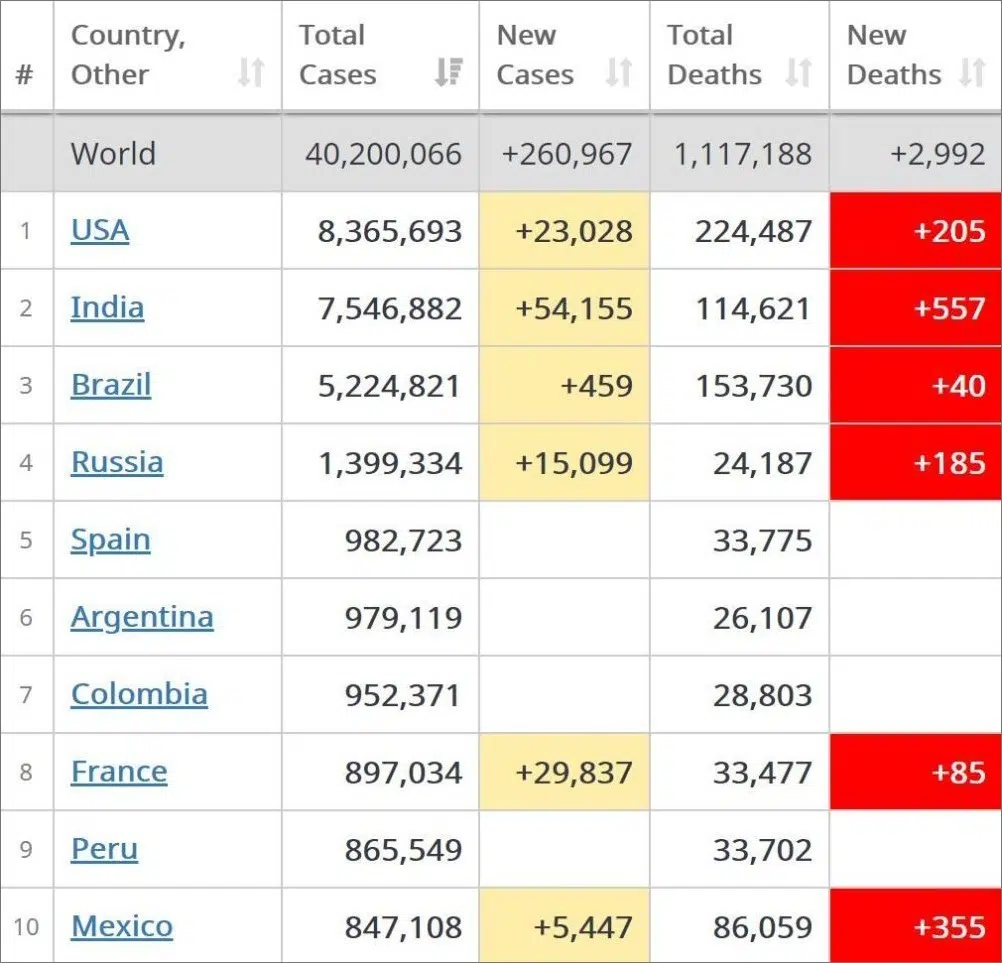 # Country, Other Total Cases New Cases Total Deaths New Deaths
World 40,200,066 +260,967 1,117,188 +2,992
1 USA 8,365,693 +23,028 224,487 +205
2 India 7,546,882 +54,155 114,621 +557
3 Brazil 5,224,821 +459 153,730 +40
4 Russia 1,399,334 +15,099 24,187 +185
5 Spain 982,723 33,775
6 Argentina 979,119 26,107
7 Colombia 952,371 28,803
8 France 897,034 +29,837 33,477 +85
9 Peru 865,549 33,702
10 Mexico 847,108 +5,447 86,059 +355